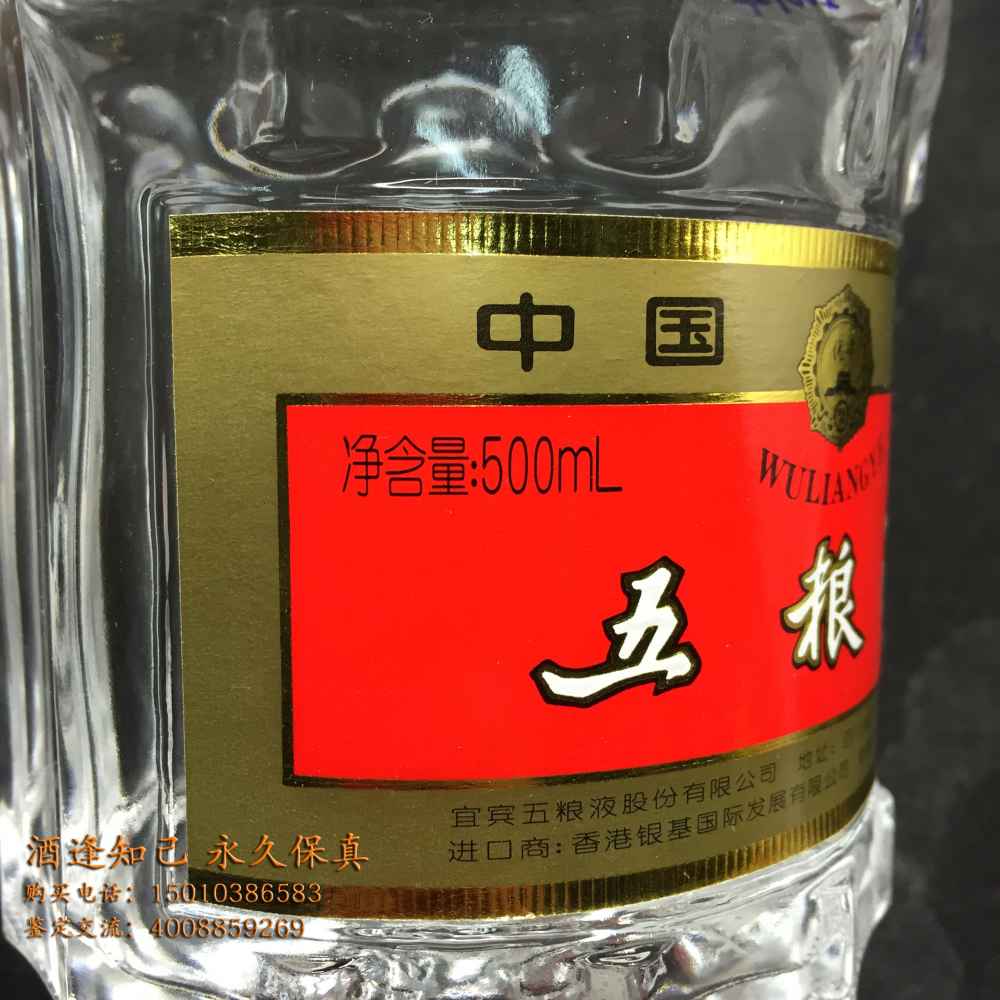 中国
净含量:500mL
WULIANGY
五粮
宜宾五粮液股份有限公司 地址:
进口商:香港银基国际发展有限公司
酒逢知己 永久保真
购买电话:15010386583
鉴定交流:4008859269